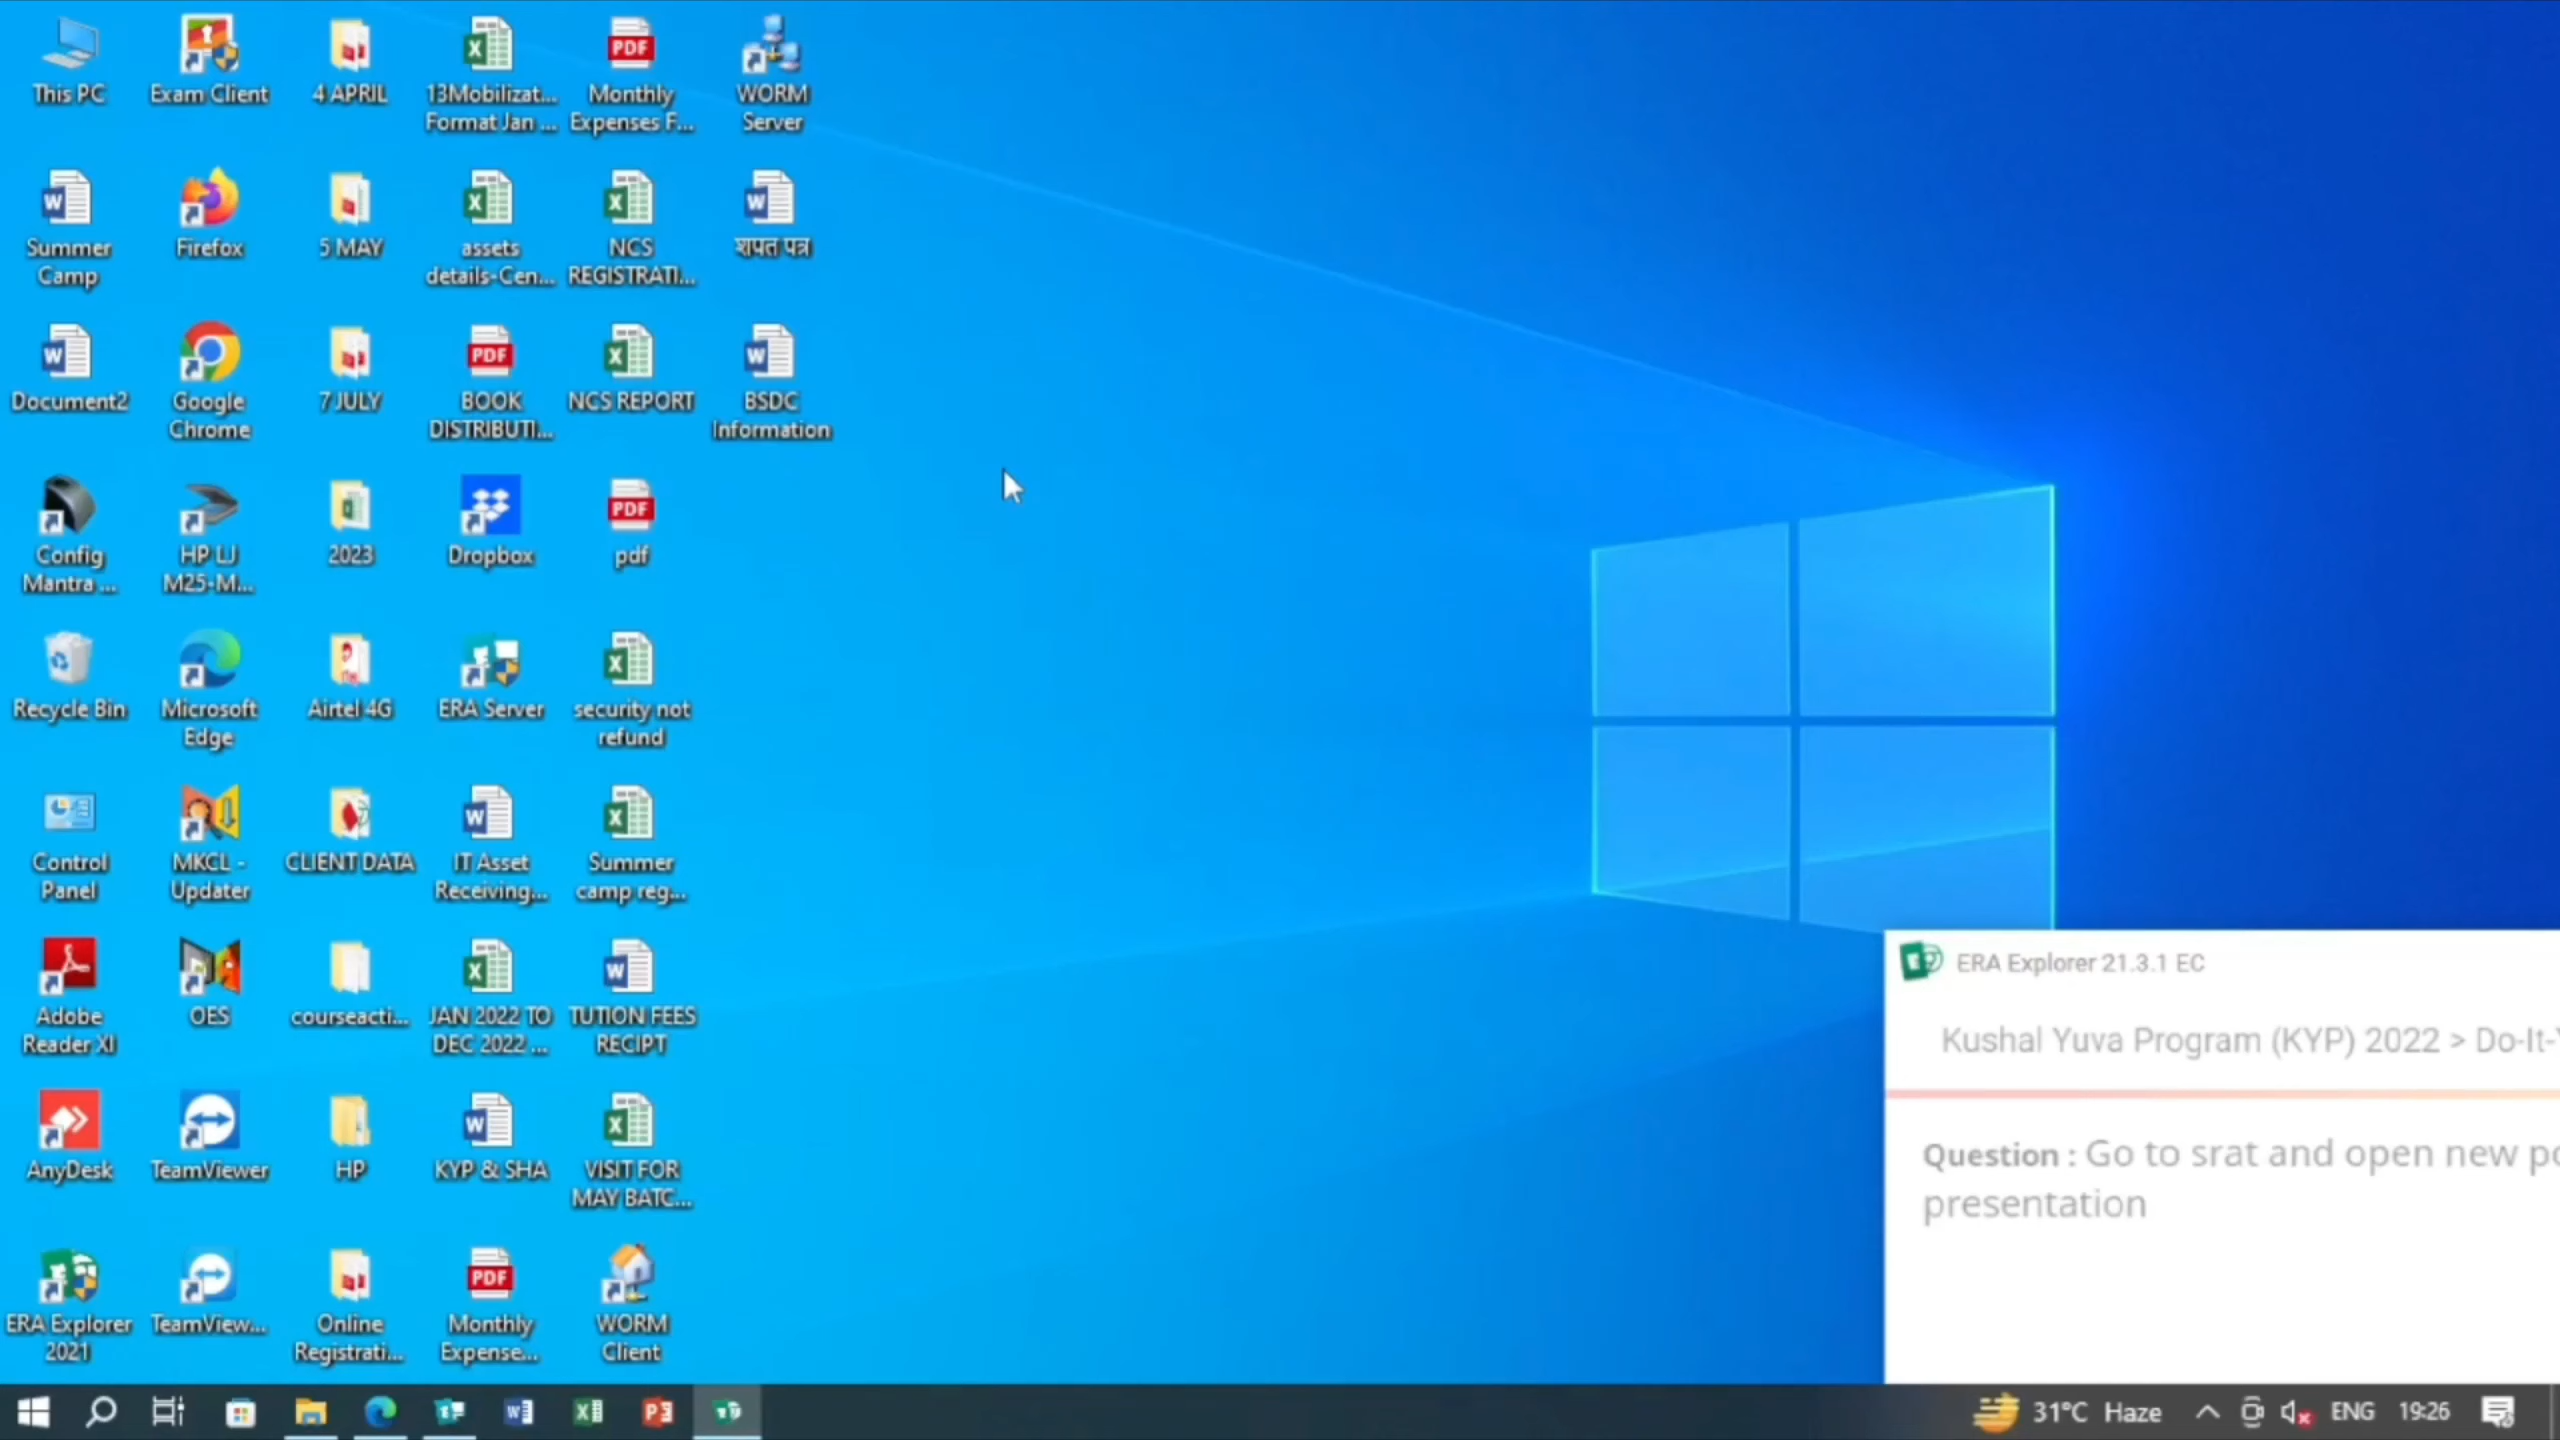 This PC
Exam Client
4 APRIL
13Mobilizat...
Format Jan ...
Monthly
Expenses F...
WORM
Server
Summer
Camp
Firefox
5 MAY
assets
details-Cen...
NCS
REGISTRATI...
शपत पत्र
Document2
Google
Chrome
7 JULY
BOOK
DISTRIBUTI...
NCS REPORT
BSDC
Information
Config
Mantra ...
HP LJ
M25-M...
2023
Dropbox
pdf
Recycle Bin
Microsoft
Edge
Airtel 4G
ERA Server
security not
refund
Control
Panel
MKCL -
Updater
CLIENT DATA
IT Asset
Receiving...
Summer
camp reg...
Adobe
Reader XI
OES
courseacti...
JAN 2022 TO
DEC 2022 ...
TUTION FEES
RECIPT
AnyDesk
TeamViewer
HP
KYP & SHA
VISIT FOR
MAY BATC...
ERA Explorer
2021
TeamView...
Online
Registrati...
Monthly
Expense...
WORM
Client
ERA Explorer 21.3.1 EC
Kushal Yuva Program (KYP) 2022 > Do-It-
Question : Go to srat and open new po
presentation
31°C Haze
ENG
19:26